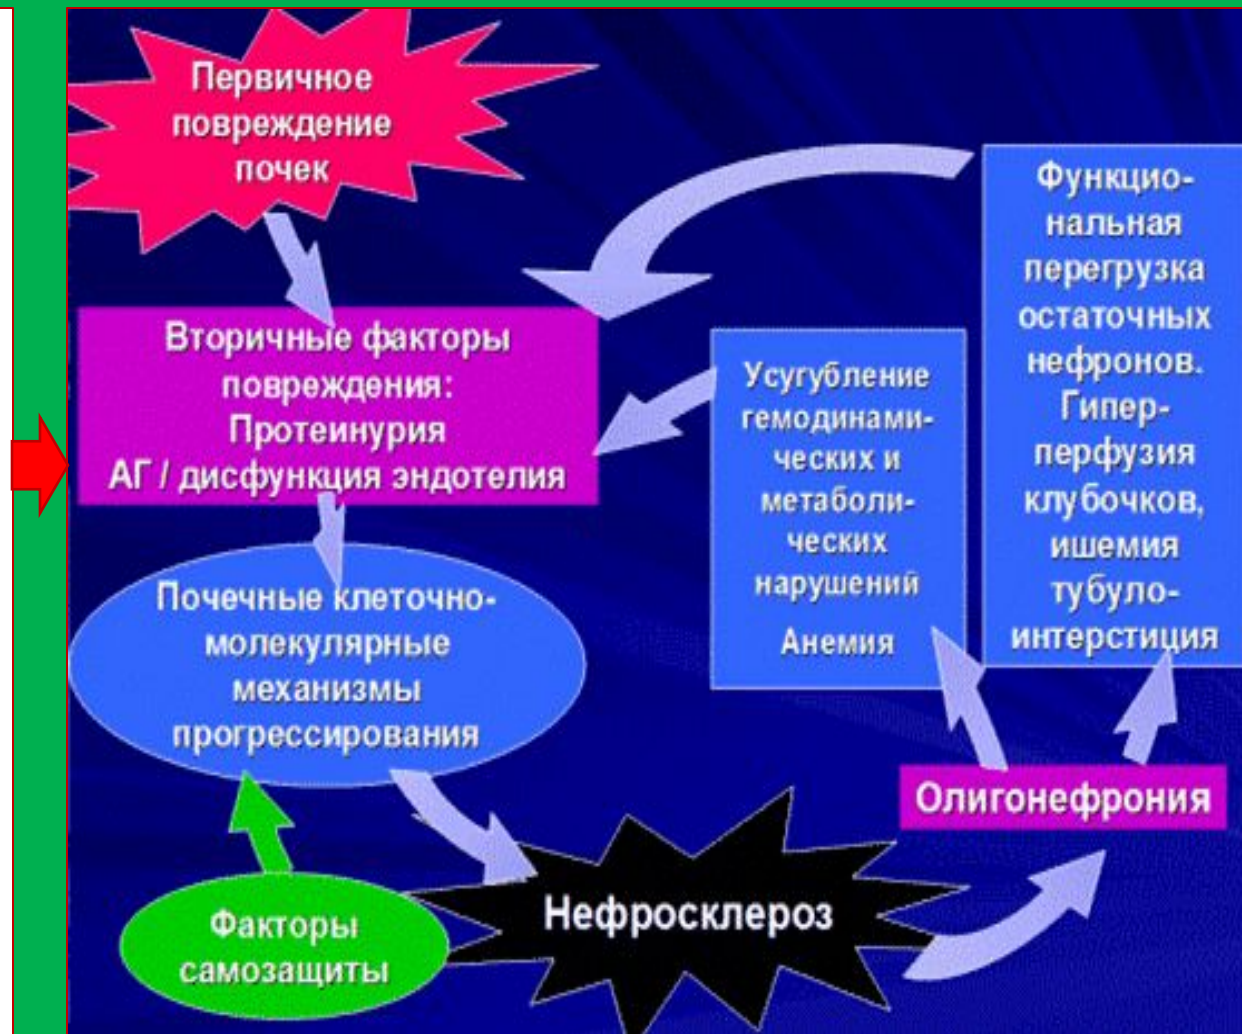 Первичное
повреждение
почек
Вторичные факторы
повреждения:
Протеинурия
АГ / дисфункция эндотелия
Почечные клеточно-
молекулярные
механизмы
прогрессирования
Факторы
самозащиты
Нефросклероз
Олигонефрония
Усугубление
гемодинами-
ческих и
метаболи-
ческих
нарушений
Анемия
Функцио-
нальная
перегрузка
остаточных
нефронов.
Гипер-
перфузия
клубочков,
ишемия
тубуло-
интерстиция